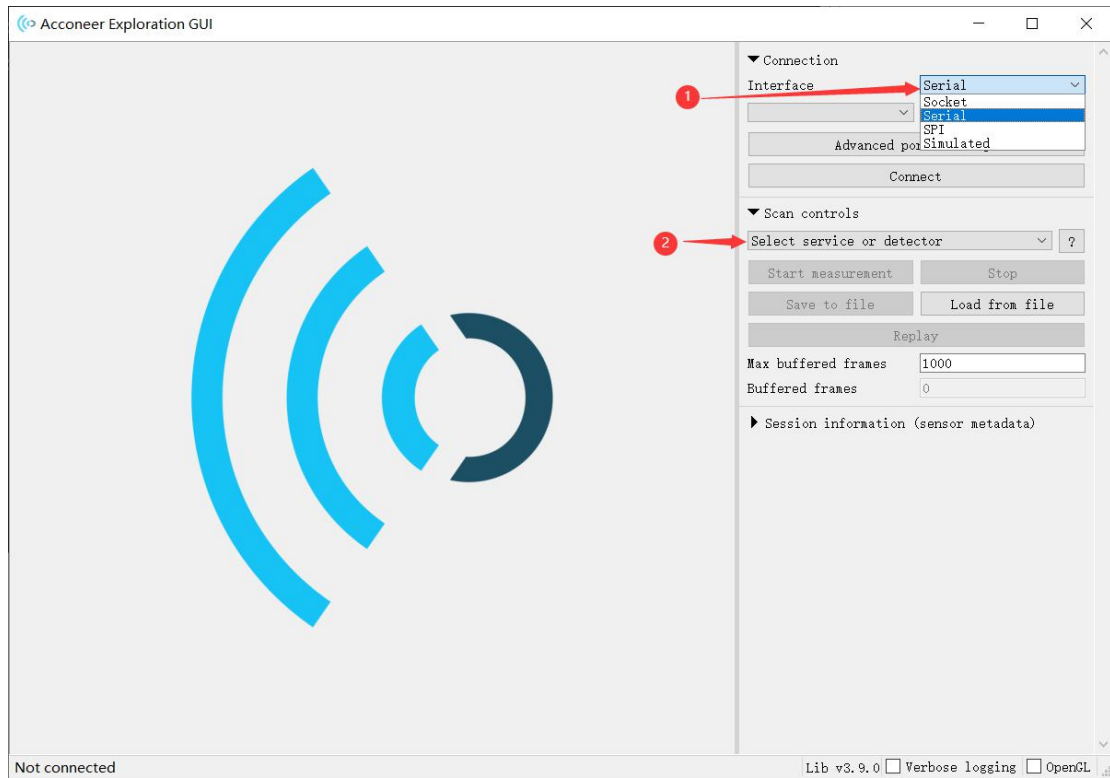 Acconeer Exploration GUI
Connection
Interface
Serial
Socket
Serial
SPI
Simulated
1
Advanced po
Connect
Scan controls
2
Select service or detector
?
Start measurement
Stop
Save to file
Load from file
Replay
Max buffered frames
1000
Buffered frames
0
Session information (sensor metadata)
Not connected
Lib v3.9.0
Verbose logging
OpenGL